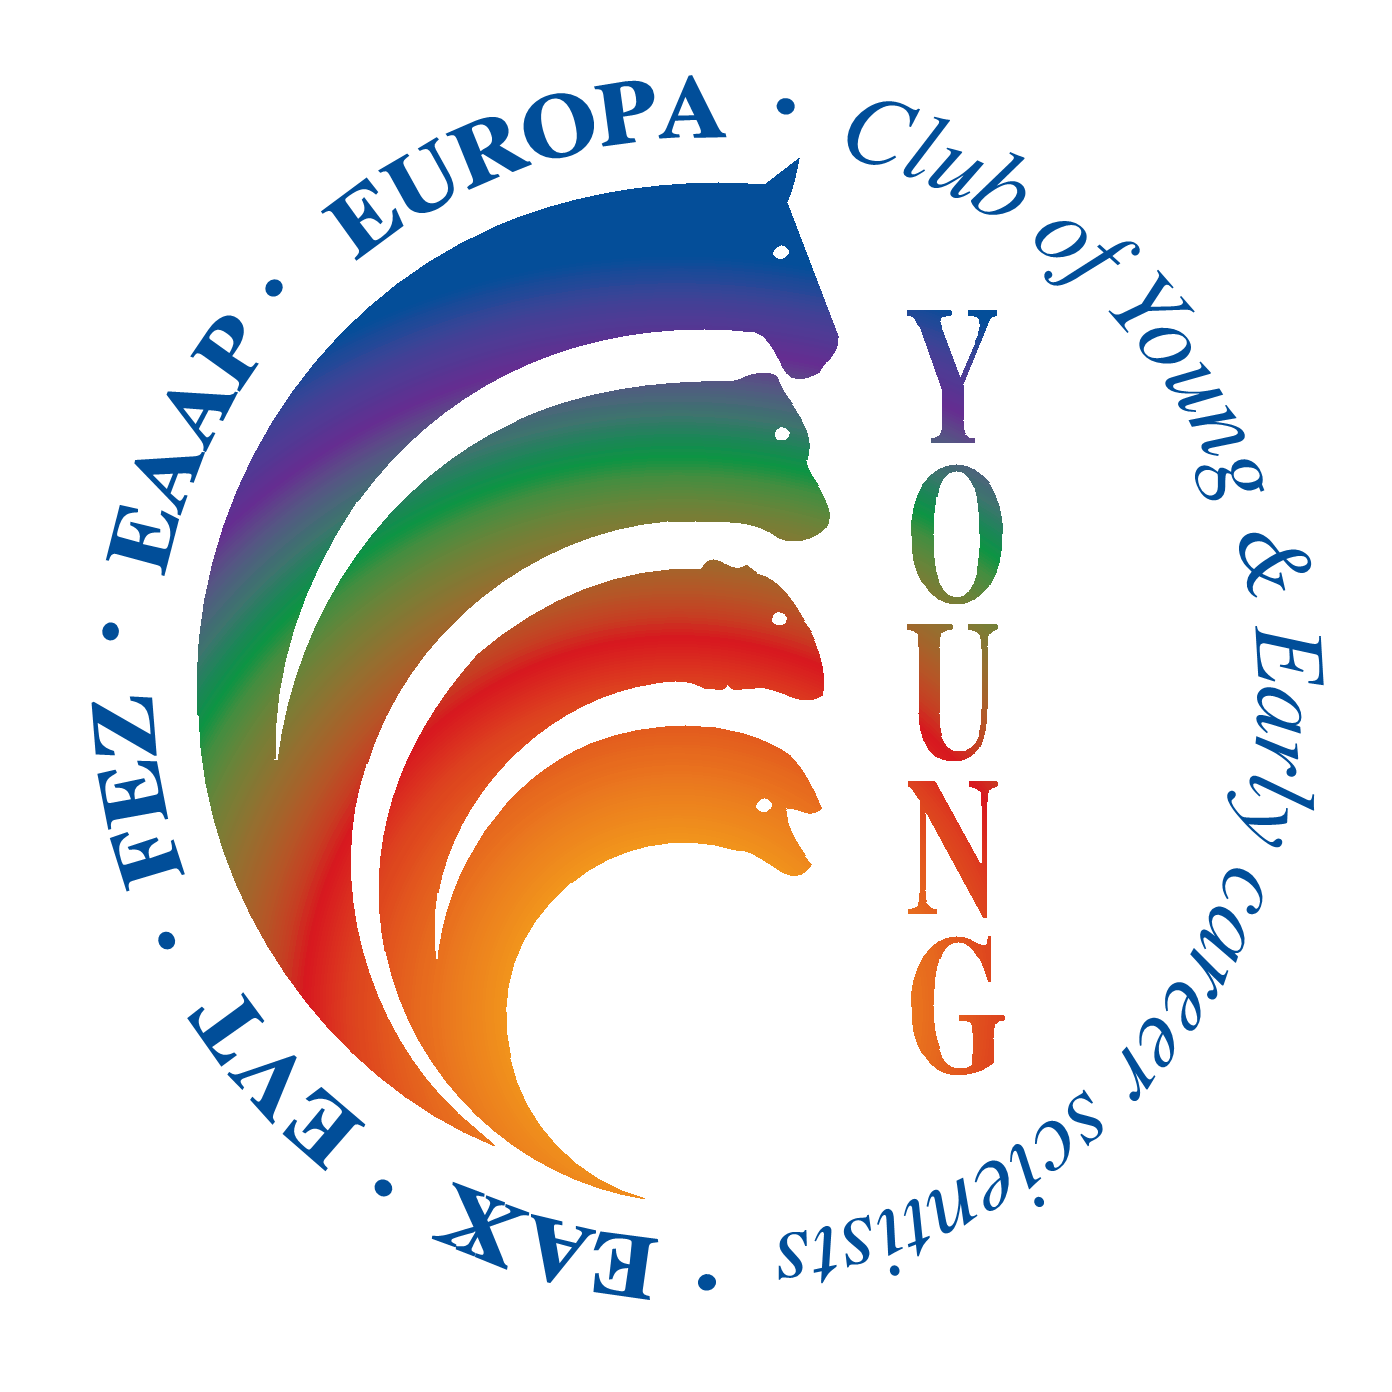 EAX · EVT · FEZ · EAAP · EUROPA · Club of Young & Early career scientists ·
YOUNG